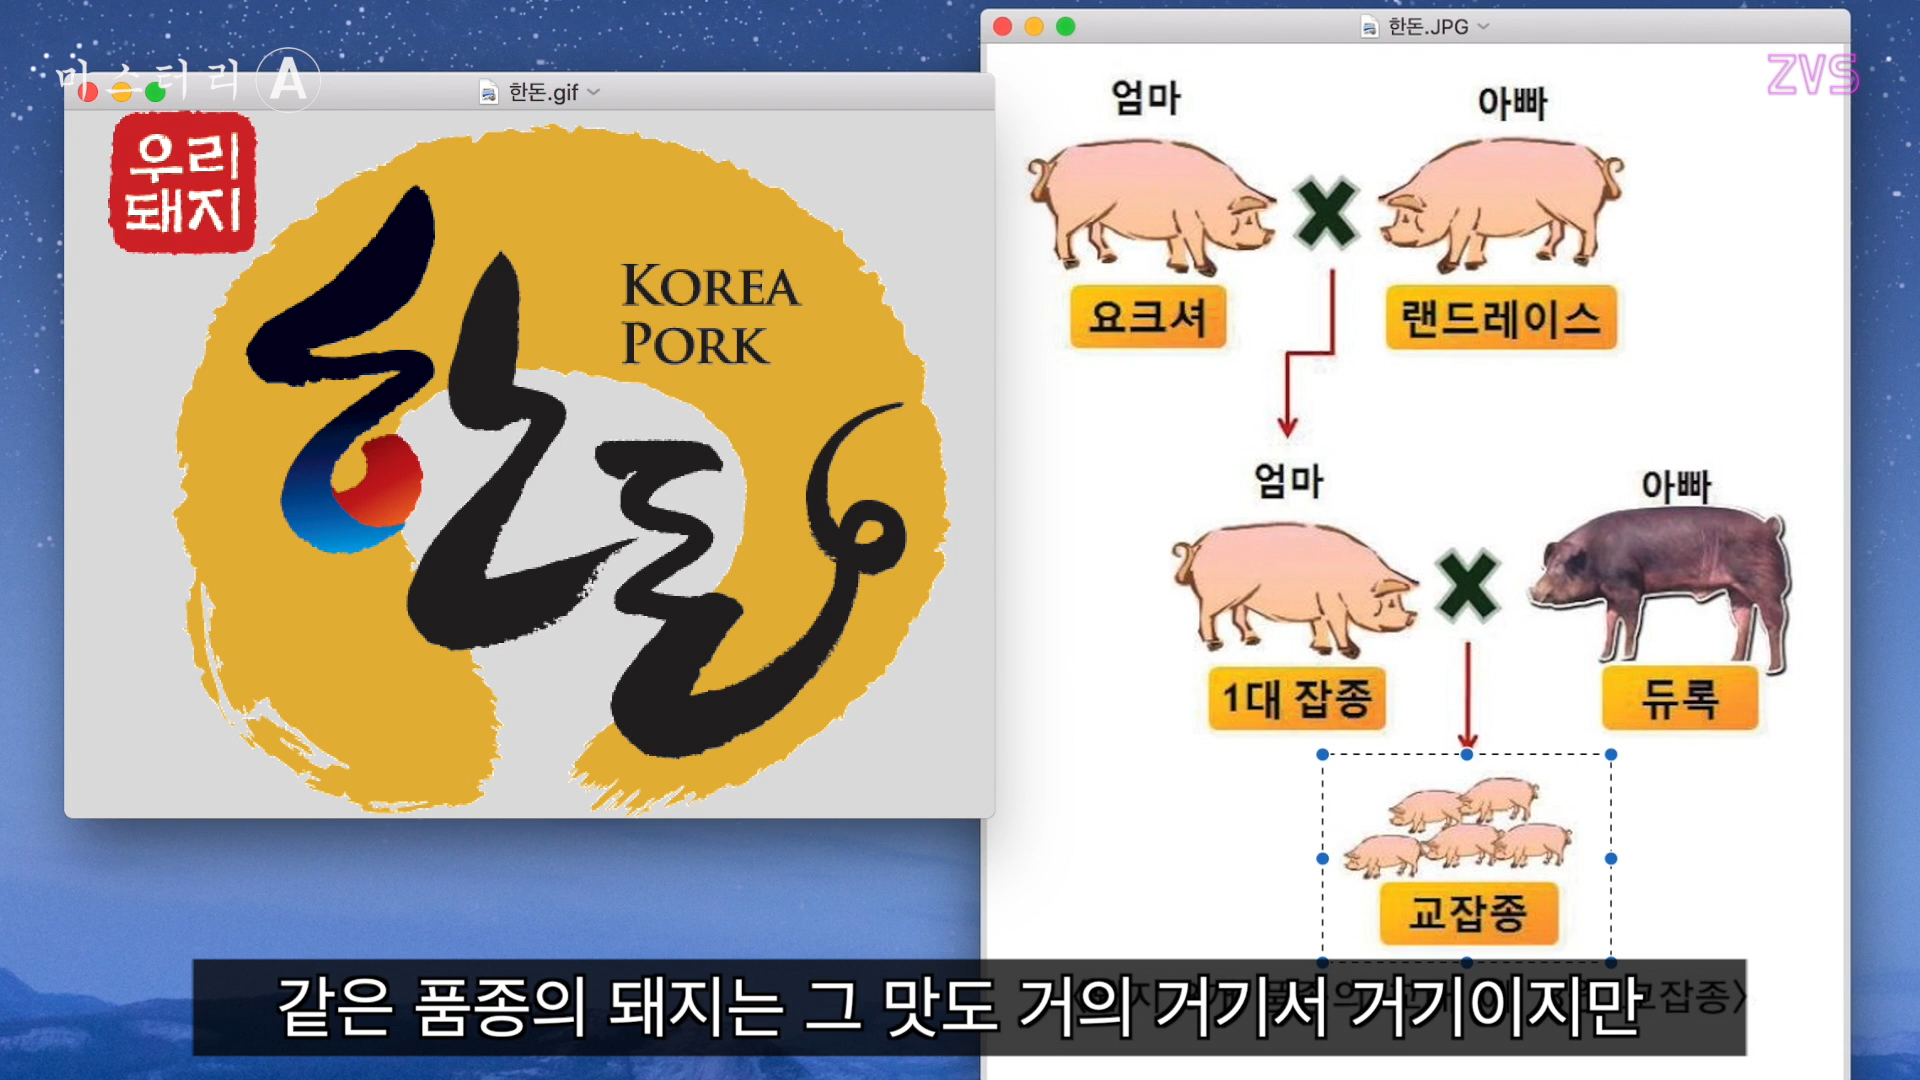 미스터리 A
한돈.gif
우리
돼지
한돈
KOREA
PORK
한돈.JPG
ZVS
엄마
아빠
요크셔
랜드레이스
엄마
아빠
1대 잡종
듀록
교잡종
교잡종>
같은 품종의 돼지는 그 맛도 거의 거기서 거기이지만